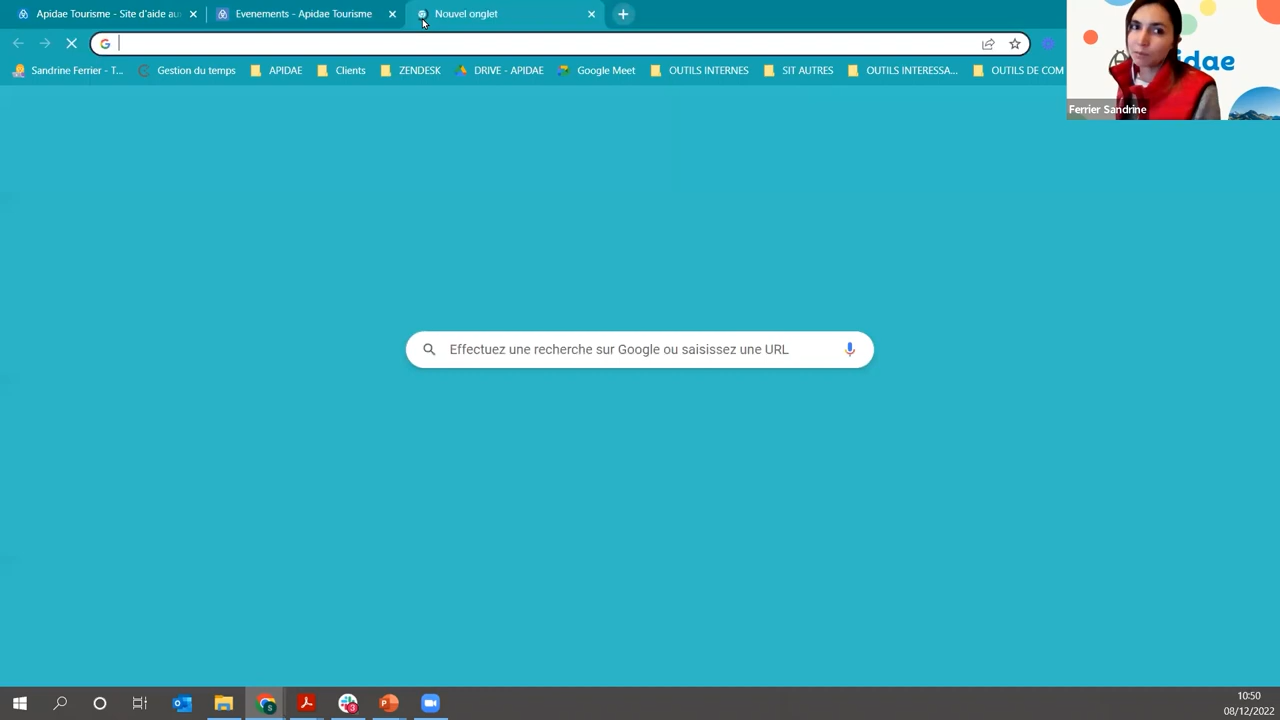 Apidae Tourisme - Site d'aide au
Evenements - Apidae Tourisme
Nouvel onglet
Sandrine Ferrier - T...
Gestion du temps
APIDAE
Clients
ZENDESK
DRIVE - APIDAE
Google Meet
OUTILS INTERNES
SIT AUTRES
OUTILS INTERESSA...
OUTILS DE COM
dae
Ferrier Sandrine
Effectuez une recherche sur Google ou saisissez une URL
10:50
08/12/2022